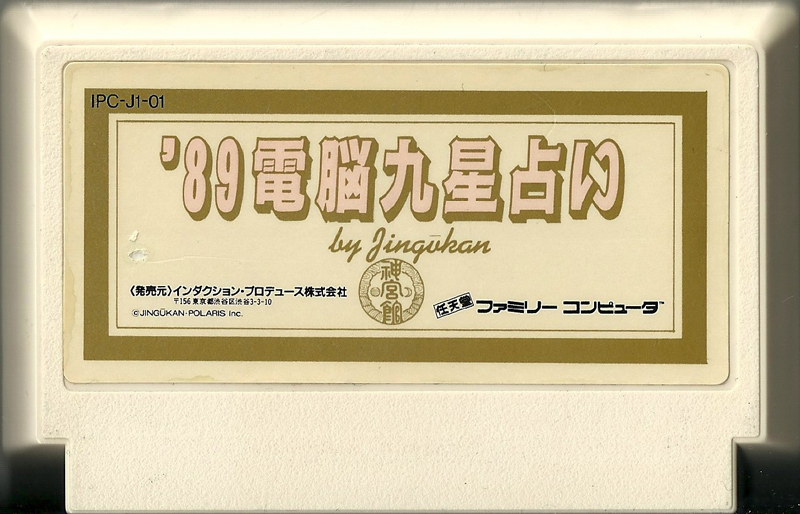 IPC-J1-01
'89電脳九星占い
by Jingūkan
神宮館
〈発売元〉インダクション・プロデュース株式会社
〒156 東京都渋谷区渋谷3-3-10
©JINGŪKAN・POLARIS Inc.
任天堂 ファミリー コンピュータ™